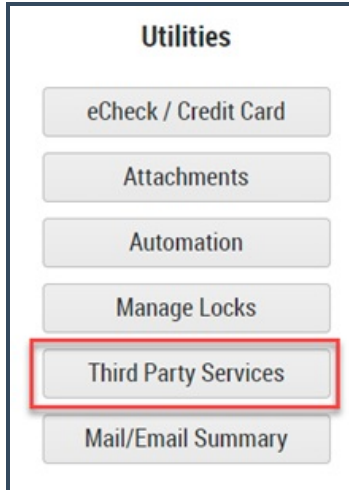 Utilities
eCheck / Credit Card
Attachments
Automation
Manage Locks
Third Party Services
Mail/Email Summary